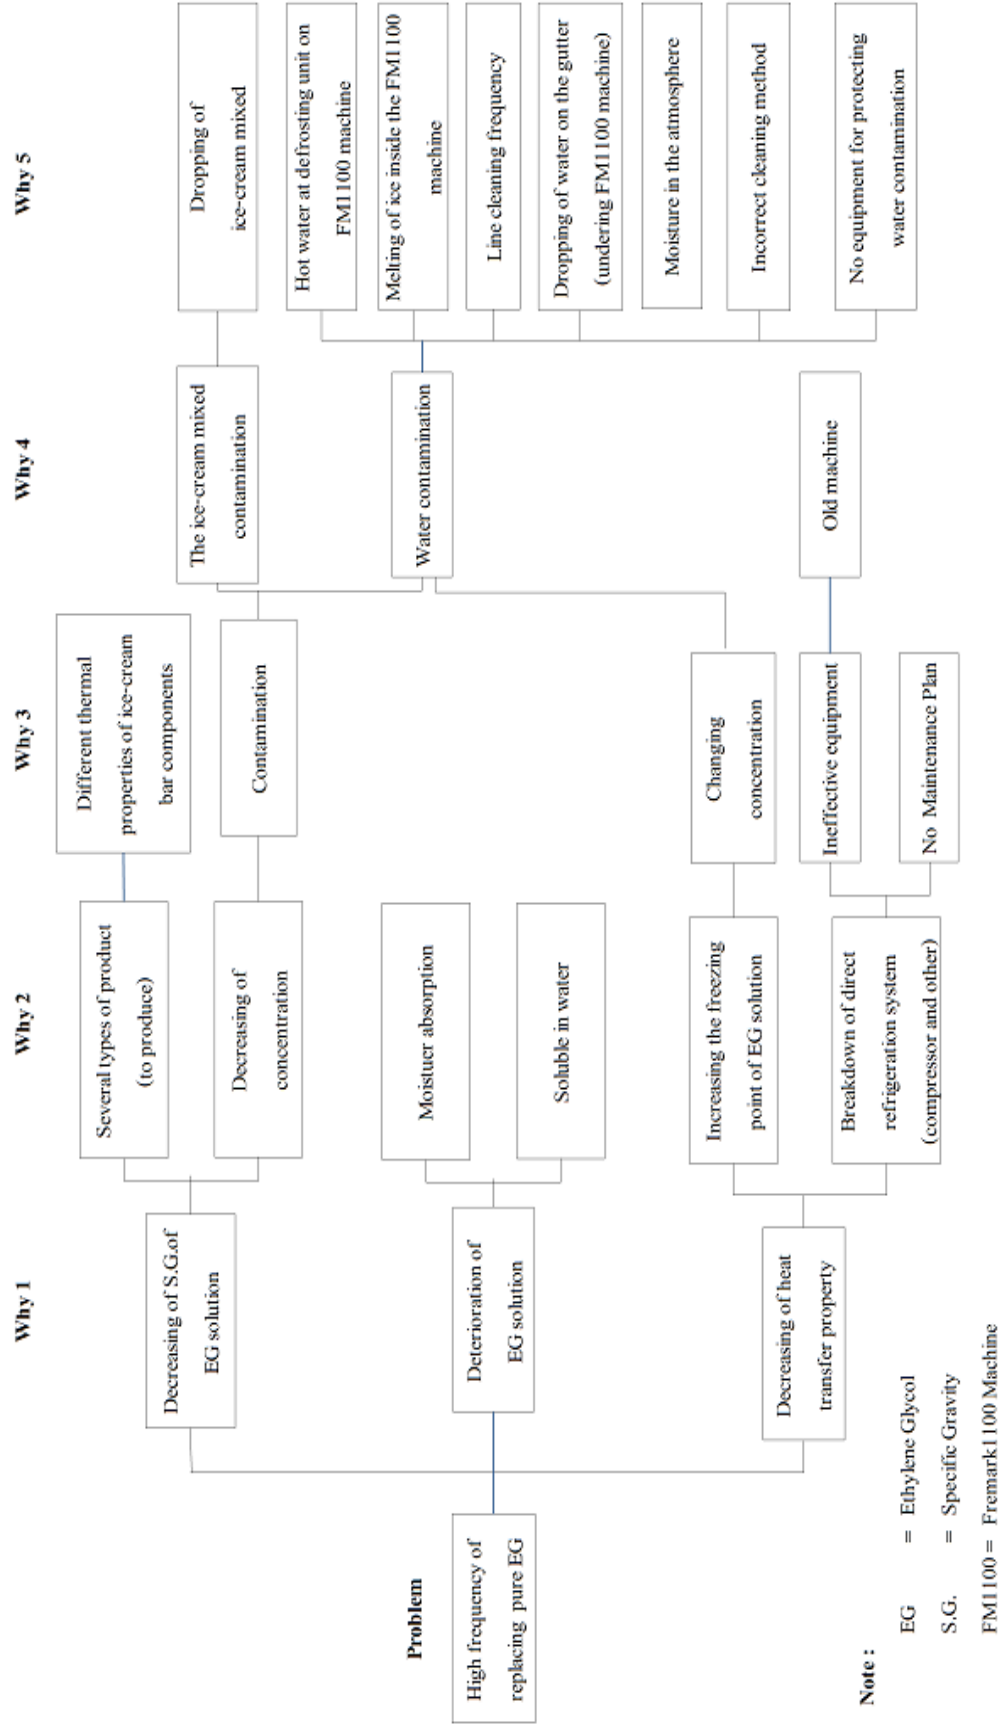 Why 1
Why 2
Why 3
Why 4
Why 5
Problem
High frequency of
replacing pure EG
Decreasing of S.G.of
EG solution
Deterioration of
EG solution
Decreasing of heat
transfer property
Several types of product
(to produce)
Decreasing of
concentration
Moistuer absorption
Soluble in water
Increasing the freezing
point of EG solution
Breakdown of direct
refrigeration system
(compressor and other)
Different thermal
properties of ice-cream
bar components
Contamination
Changing
concentration
Ineffective equipment
No Maintenance Plan
The ice-cream mixed
contamination
Water contamination
Old machine
Dropping of
ice-cream mixed
Hot water at defrosting unit on
FM1100 machine
Melting of ice inside the FM1100
machine
Line cleaning frequency
Dropping of water on the gutter
(undering FM1100 machine)
Moisture in the atmosphere
Incorrect cleaning method
No equipment for protecting
water contamination
Note :
EG = Ethylene Glycol
S.G. = Specific Gravity
FM1100 = Fremark1100 Machine